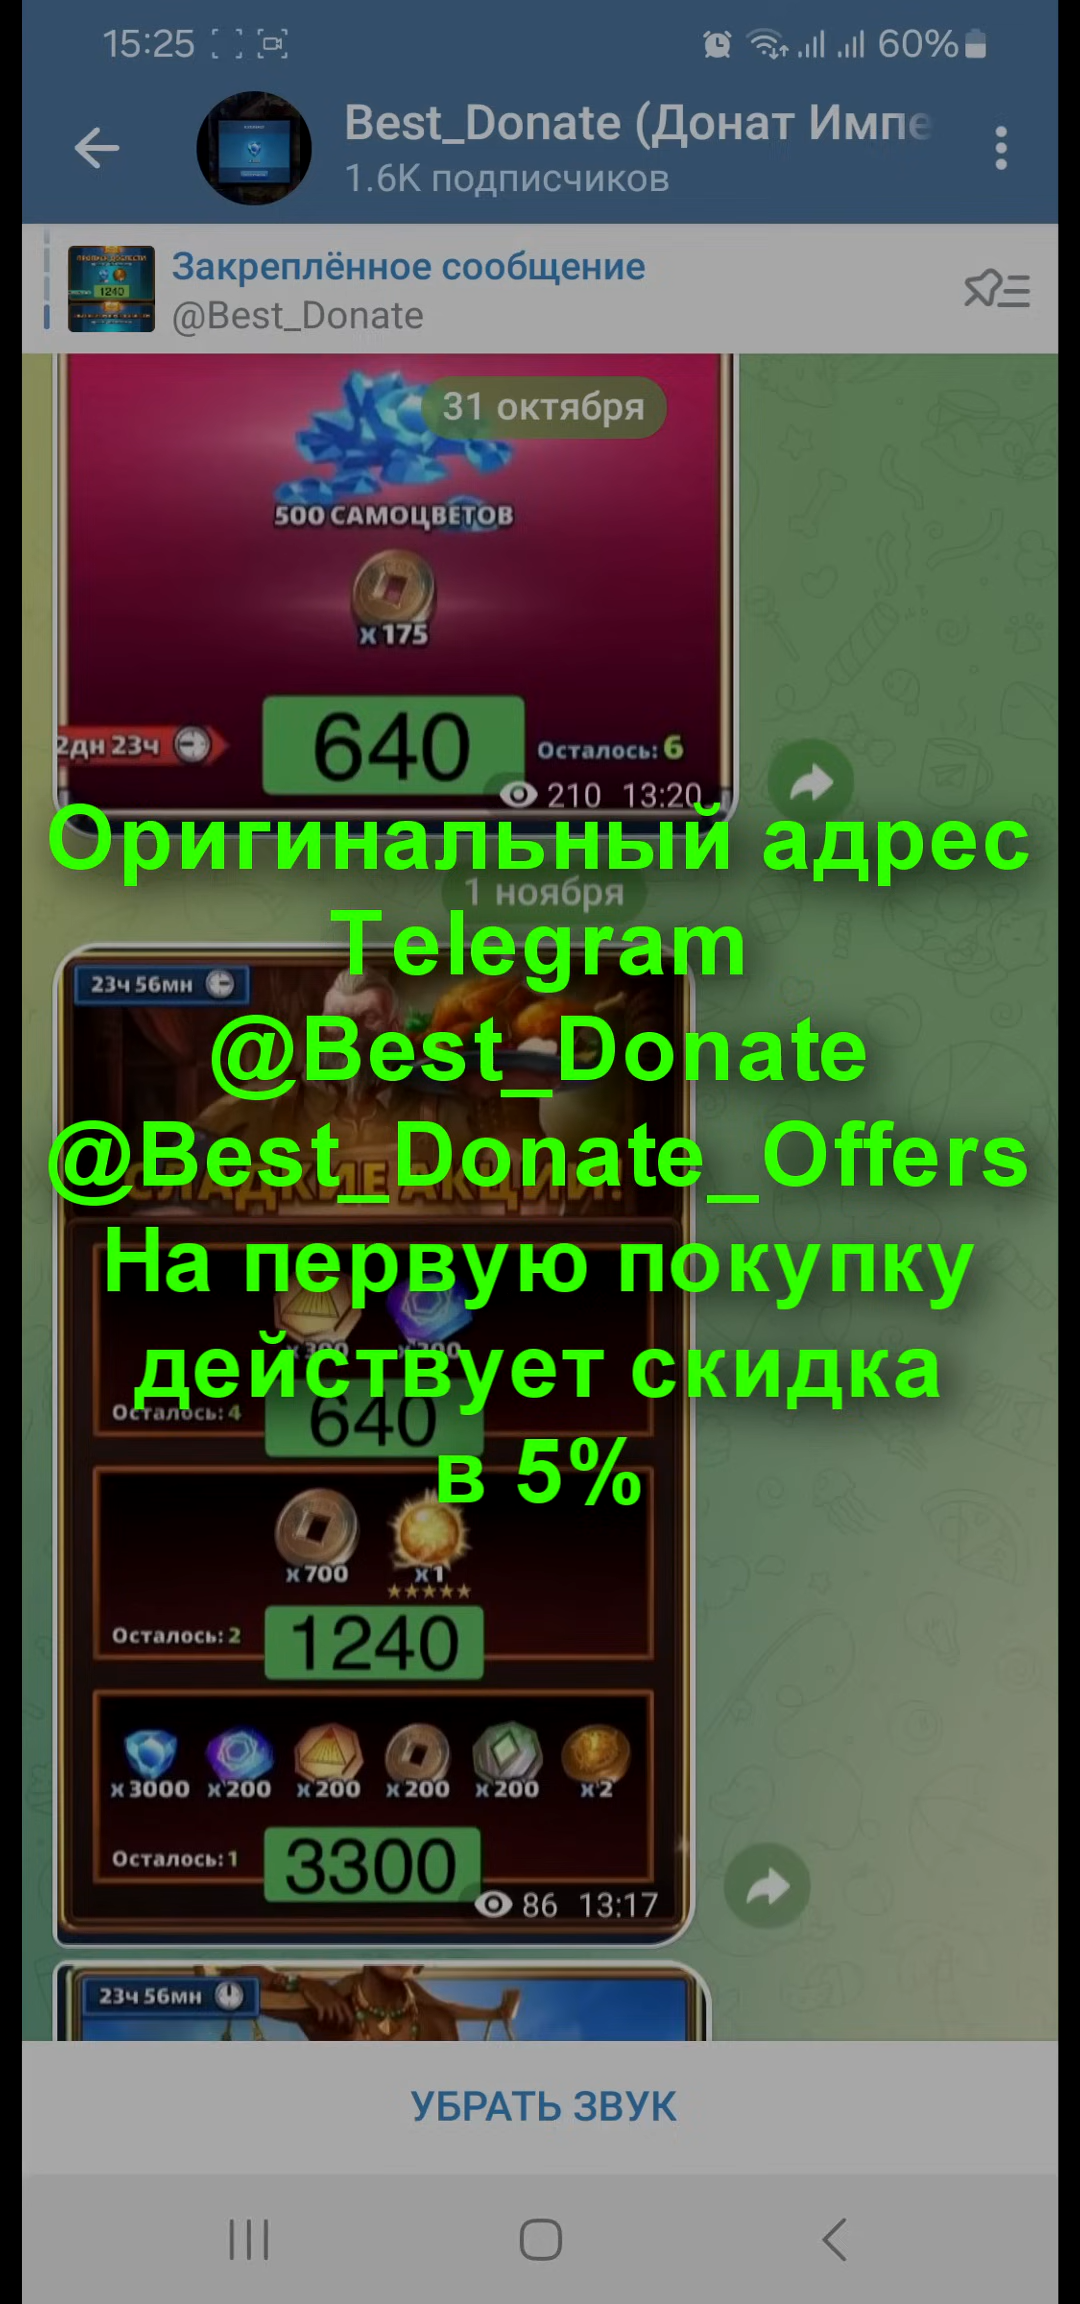 15:25
60%
Best_Donate (Донат Импе
1.6K подписчиков
Закреплённое сообщение
@Best_Donate
1240
31 октября
500 САМОЦВЕТОВ
x175
2дн 23ч
640
Осталось: 6
210 13:20
Оригинальный адрес
1 ноября
Telegram
23ч 56мн
@Best_Donate
@Best_Donate_Offers
СЛАДКИЕ АКЦИИ!
На первую покупку
действует скидка
Осталось: 4
640
в 5%
x700
x1
Осталось: 2
1240
x3000 x200 x200 x200 x200 x2
Осталось: 1
3300
86 13:17
23ч 56мн
УБРАТЬ ЗВУК